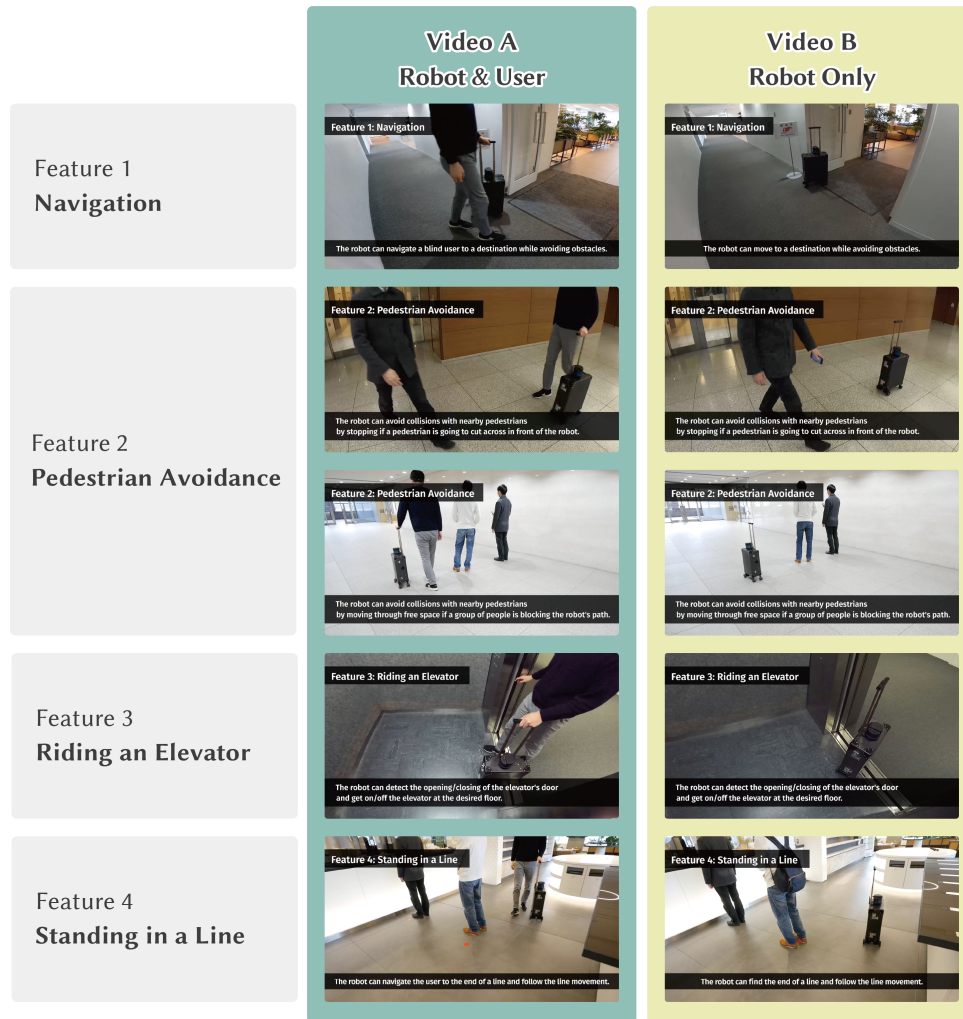 Video A
Robot & User
Video B
Robot Only
Feature 1
Navigation
Feature 1: Navigation
The robot can navigate a blind user to a destination while avoiding obstacles.
Feature 1: Navigation
The robot can move to a destination while avoiding obstacles.
Feature 2
Pedestrian Avoidance
Feature 2: Pedestrian Avoidance
The robot can avoid collisions with nearby pedestrians
by stopping if a pedestrian is going to cut across in front of the robot.
Feature 2: Pedestrian Avoidance
The robot can avoid collisions with nearby pedestrians
by stopping if a pedestrian is going to cut across in front of the robot.
Feature 2: Pedestrian Avoidance
The robot can avoid collisions with nearby pedestrians
by moving through free space if a group of people is blocking the robot's path.
Feature 2: Pedestrian Avoidance
The robot can avoid collisions with nearby pedestrians
by moving through free space if a group of people is blocking the robot's path.
Feature 3
Riding an Elevator
Feature 3: Riding an Elevator
The robot can detect the opening/closing of the elevator's door
and get on/off the elevator at the desired floor.
Feature 3: Riding an Elevator
The robot can detect the opening/closing of the elevator's door
and get on/off the elevator at the desired floor.
Feature 4
Standing in a Line
Feature 4: Standing in a Line
The robot can navigate the user to the end of a line and follow the line movement.
Feature 4: Standing in a Line
The robot can find the end of a line and follow the line movement.